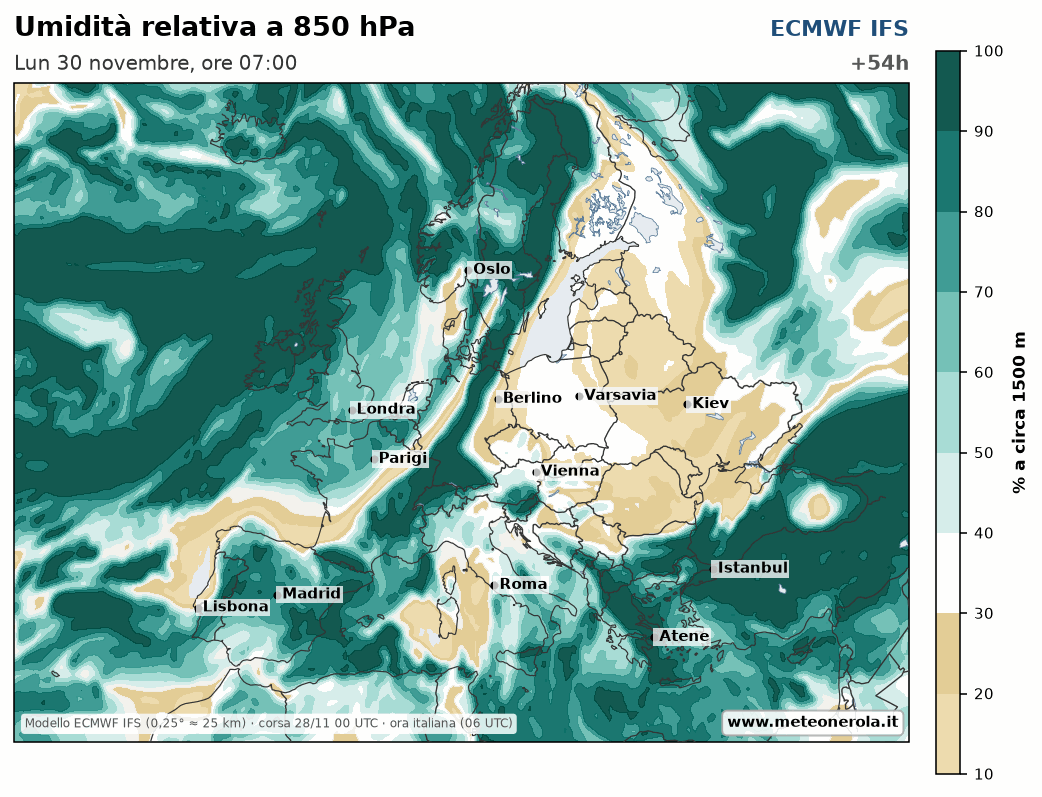 Umidità relativa a 850 hPa
ECMWF IFS
Lun 30 novembre, ore 07:00
+54h
Oslo
Londra
Berlino
Varsavia
Kiev
Parigi
Vienna
Istanbul
Madrid
Roma
Lisbona
Atene
Modello ECMWF IFS (0,25° ≈ 25 km) · corsa 28/11 00 UTC · ora italiana (06 UTC)
www.meteonerola.it
100
90
80
70
60
50
40
30
20
10
% a circa 1500 m